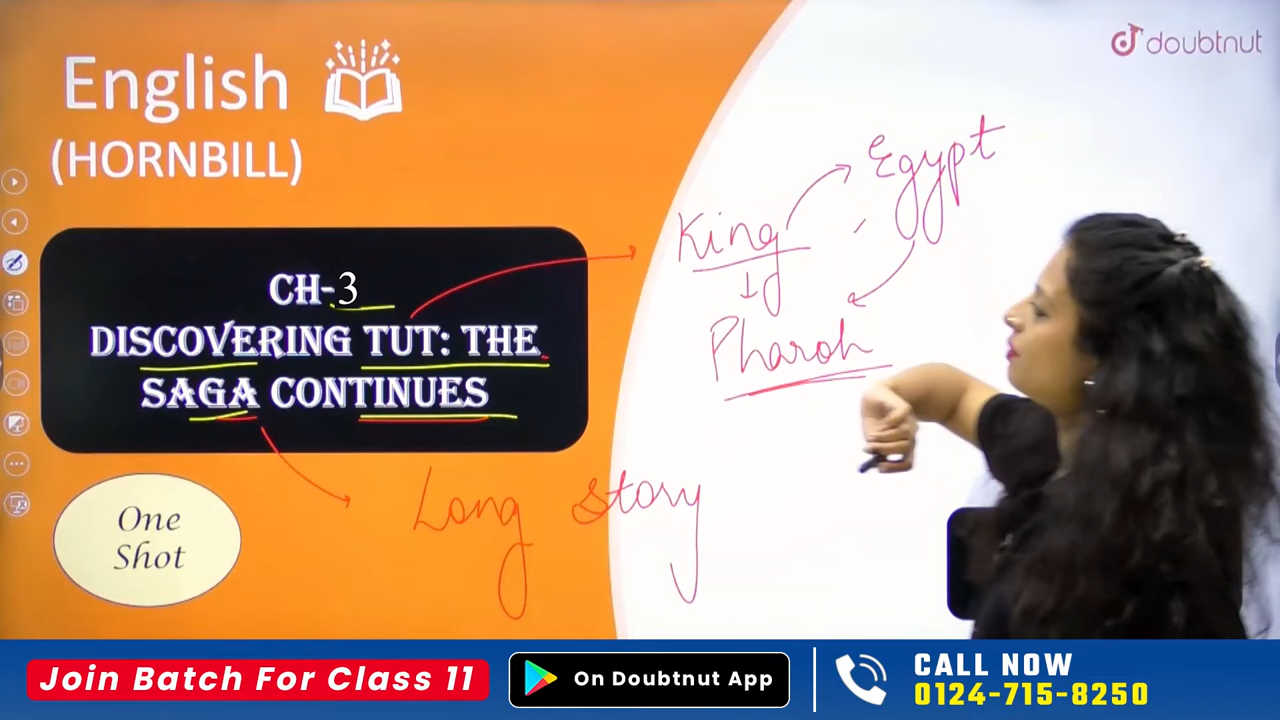 English
(HORNBILL)
doubtnut
Egypt
King
Pharoh
CH-3
DISCOVERING TUT: THE
SAGA CONTINUES
Long story
One
Shot
Join Batch For Class 11
On Doubtnut App
CALL NOW
0124-715-8250